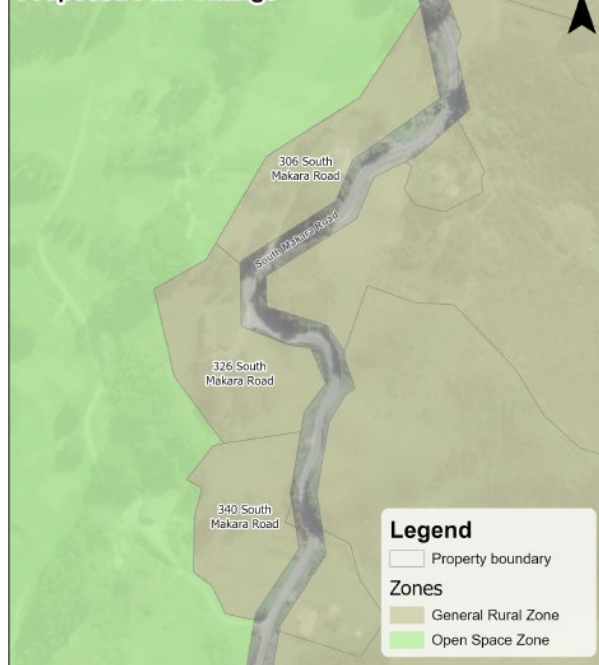 306 South
Makara Road
South Makara Road
326 South
Makara Road
340 South
Makara Road
Legend
Property boundary
Zones
General Rural Zone
Open Space Zone